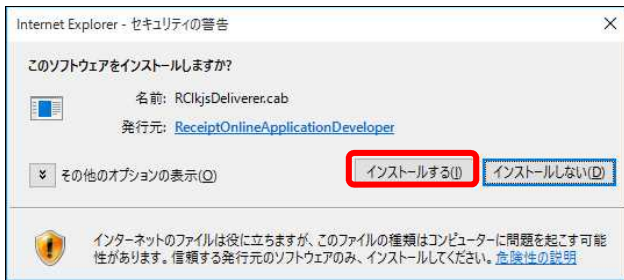 Internet Explorer - セキュリティの警告
このソフトウェアをインストールしますか?
名前: RClkjsDeliverer.cab
発行元: ReceiptOnlineApplicationDeveloper
その他のオプションの表示(O)
インストールする(I)
インストールしない(D)
インターネットのファイルは役に立ちますが、このファイルの種類はコンピューターに問題を起こす可能
性があります。信頼する発行元のソフトウェアのみ、インストールしてください。危険性の説明